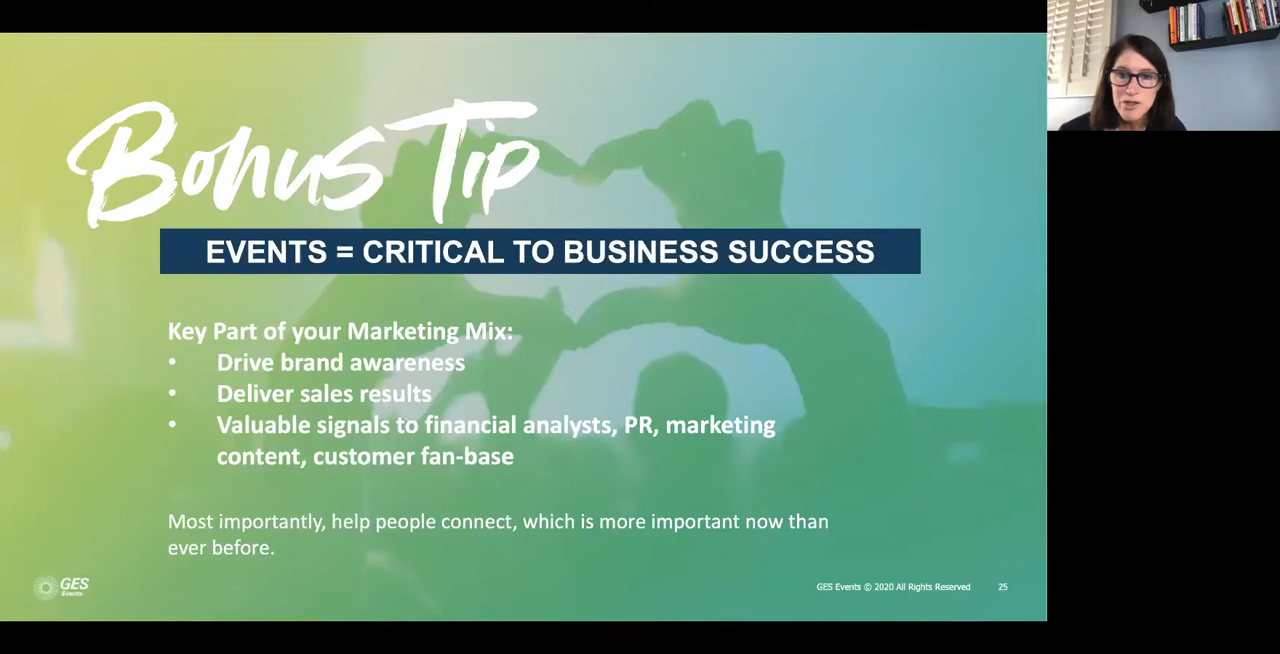 Bonus Tip
EVENTS = CRITICAL TO BUSINESS SUCCESS
Key Part of your Marketing Mix:
• Drive brand awareness
• Deliver sales results
• Valuable signals to financial analysts, PR, marketing
content, customer fan-base
Most importantly, help people connect, which is more important now than
ever before.
GES
Events
GES Events © 2020 All Rights Reserved 25